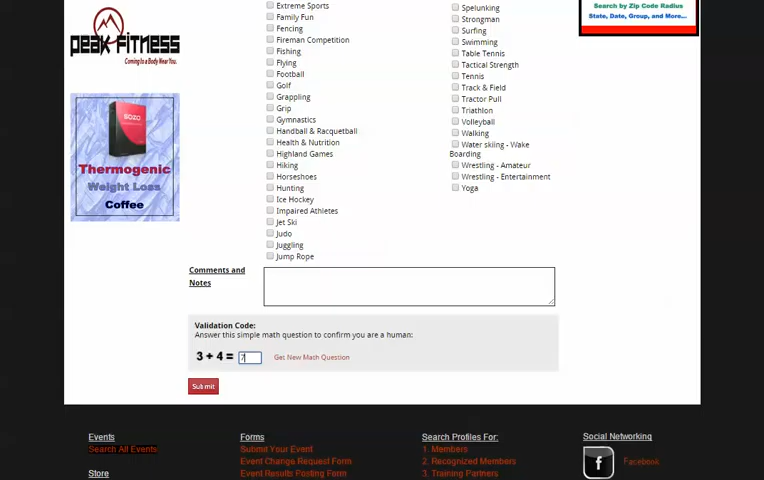 Peak Fitness
Coming to a Body Near You.
BOZO
Thermogenic
Weight Loss
Coffee
Extreme Sports
Family Fun
Fencing
Fireman Competition
Fishing
Flying
Football
Golf
Grappling
Grip
Gymnastics
Handball & Racquetball
Health & Nutrition
Highland Games
Hiking
Horseshoes
Hunting
Ice Hockey
Impaired Athletes
Jet Ski
Judo
Juggling
Jump Rope
Spelunking
Strongman
Surfing
Swimming
Table Tennis
Tactical Strength
Tennis
Track & Field
Tractor Pull
Triathlon
Volleyball
Walking
Water skiing - Wake
Boarding
Wrestling - Amateur
Wrestling - Entertainment
Yoga
Search by Zip Code Radius
State, Date, Group, and More...
Comments and
Notes
Validation Code:
Answer this simple math question to confirm you are a human:
3 + 4 = 7
Get New Math Question
Submit
Events
Search All Events
Store
Forms
Submit Your Event
Event Change Request Form
Event Results Posting Form
Search Profiles For:
1. Members
2. Recognized Members
3. Training Partners
Social Networking
f
Facebook